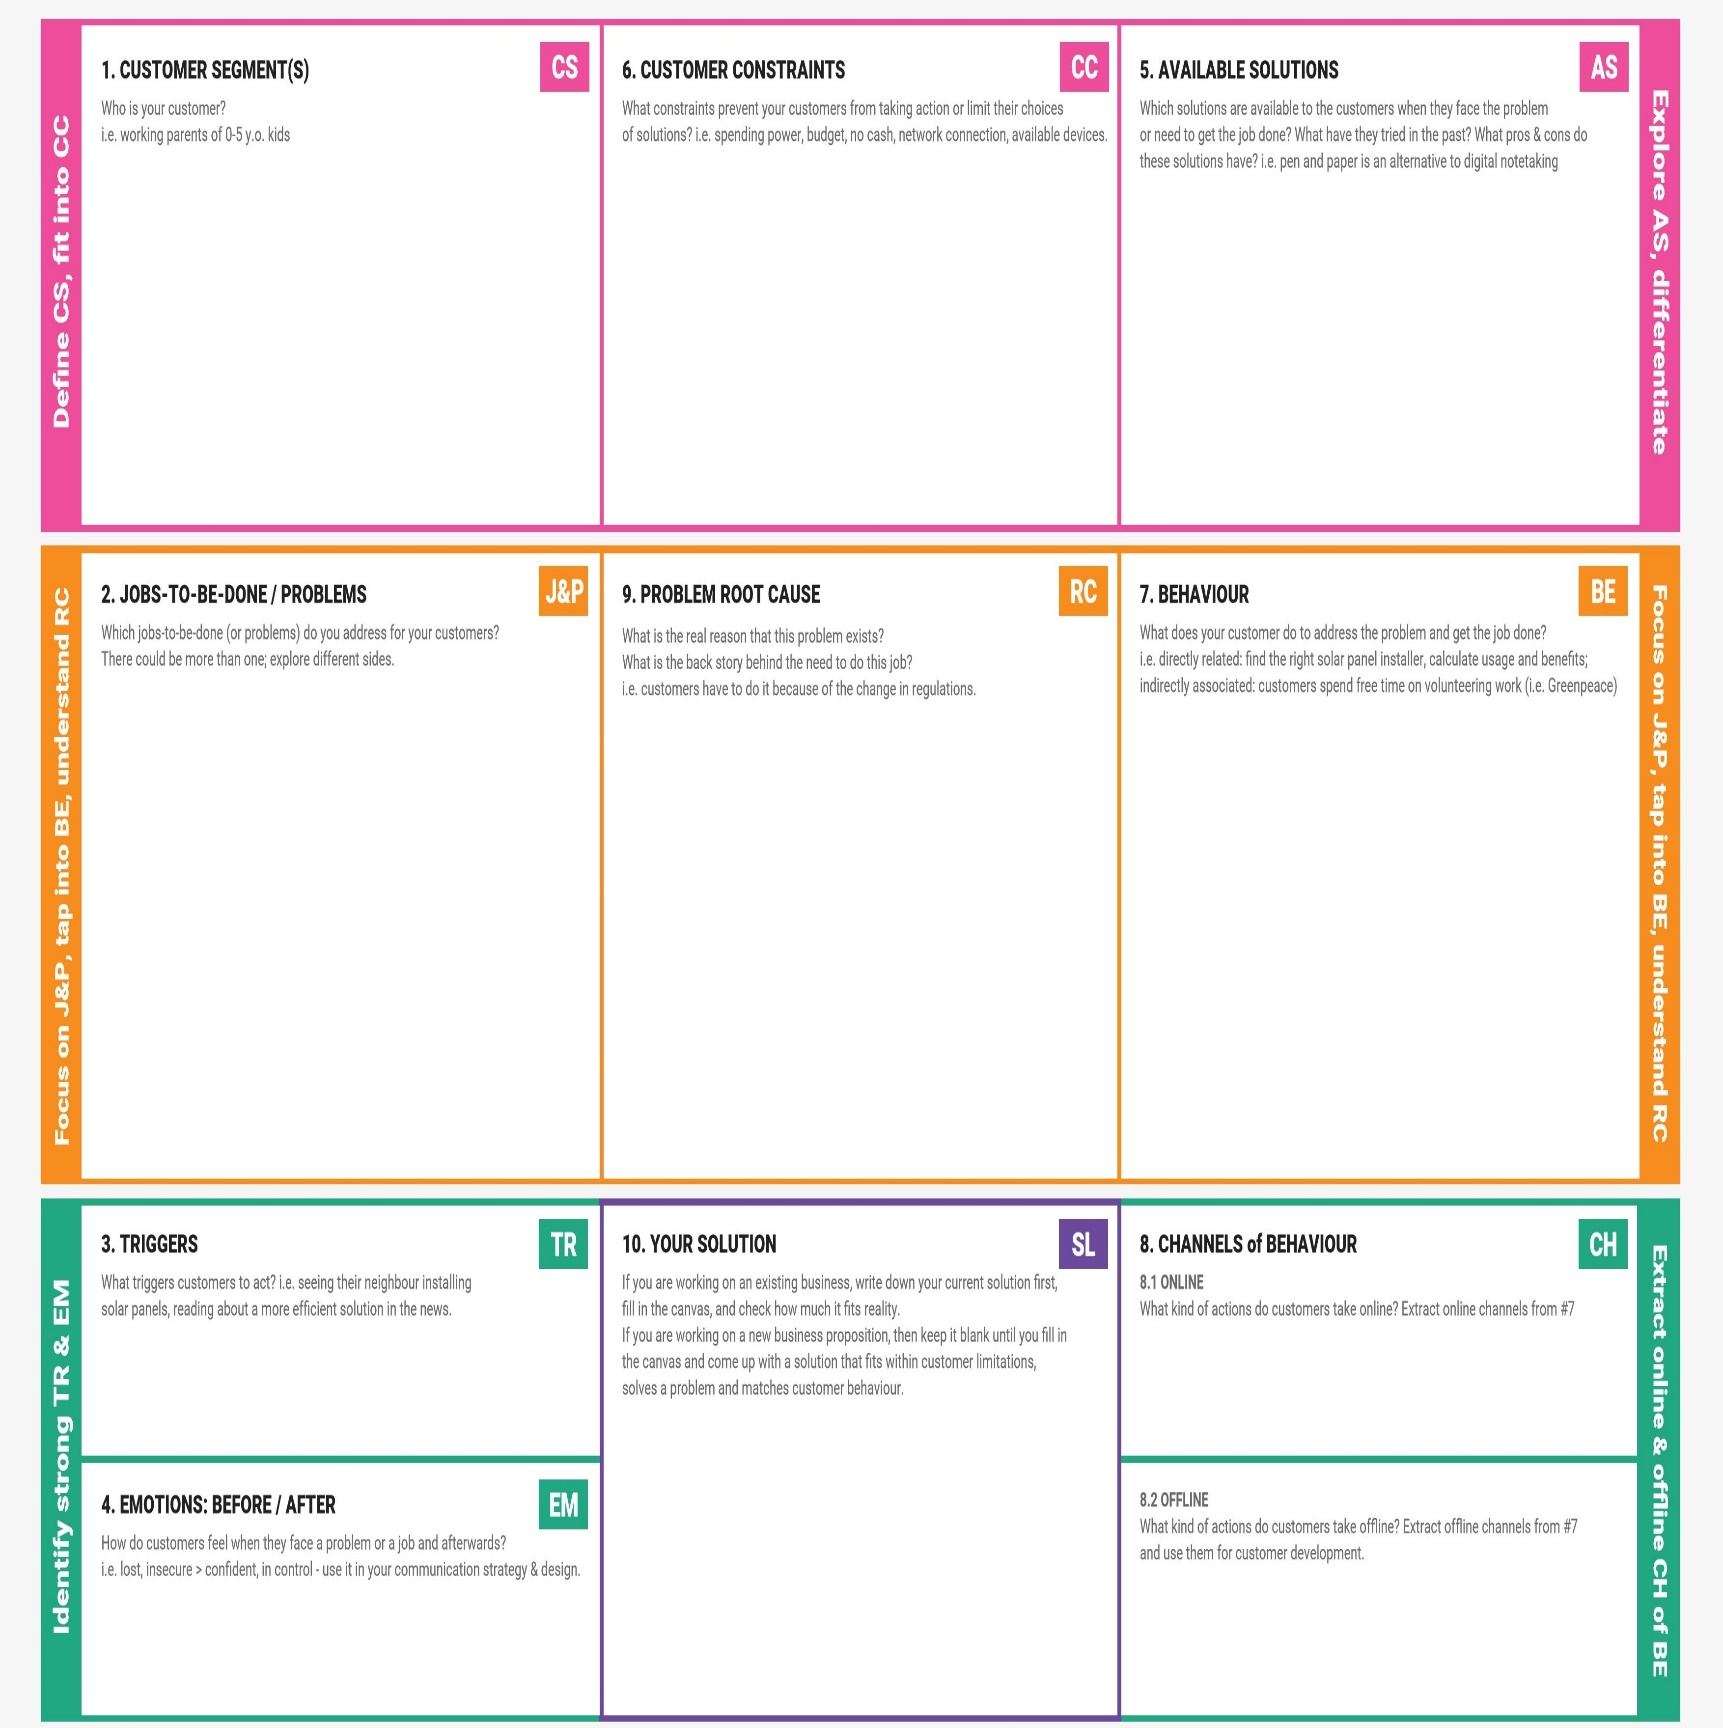 Define CS, fit into CC
1. CUSTOMER SEGMENT(S)
CS
Who is your customer?
i.e. working parents of 0-5 y.o. kids
6. CUSTOMER CONSTRAINTS
CC
What constraints prevent your customers from taking action or limit their choices
of solutions? i.e. spending power, budget, no cash, network connection, available devices.
5. AVAILABLE SOLUTIONS
AS
Which solutions are available to the customers when they face the problem
or need to get the job done? What have they tried in the past? What pros & cons do
these solutions have? i.e. pen and paper is an alternative to digital notetaking
Explore AS, differentiate
Focus on J&P, tap into BE, understand RC
2. JOBS-TO-BE-DONE / PROBLEMS
J&P
Which jobs-to-be-done (or problems) do you address for your customers?
There could be more than one; explore different sides.
9. PROBLEM ROOT CAUSE
RC
What is the real reason that this problem exists?
What is the back story behind the need to do this job?
i.e. customers have to do it because of the change in regulations.
7. BEHAVIOUR
BE
What does your customer do to address the problem and get the job done?
i.e. directly related: find the right solar panel installer, calculate usage and benefits;
indirectly associated: customers spend free time on volunteering work (i.e. Greenpeace)
Focus on J&P, tap into BE, understand RC
Identify strong TR & EM
3. TRIGGERS
TR
What triggers customers to act? i.e. seeing their neighbour installing
solar panels, reading about a more efficient solution in the news.
4. EMOTIONS: BEFORE / AFTER
EM
How do customers feel when they face a problem or a job and afterwards?
i.e. lost, insecure > confident, in control - use it in your communication strategy & design.
10. YOUR SOLUTION
SL
If you are working on an existing business, write down your current solution first,
fill in the canvas, and check how much it fits reality.
If you are working on a new business proposition, then keep it blank until you fill in
the canvas and come up with a solution that fits within customer limitations,
solves a problem and matches customer behaviour.
8. CHANNELS of BEHAVIOUR
CH
8.1 ONLINE
What kind of actions do customers take online? Extract online channels from #7
8.2 OFFLINE
What kind of actions do customers take offline? Extract offline channels from #7
and use them for customer development.
Extract online & offline CH of BE